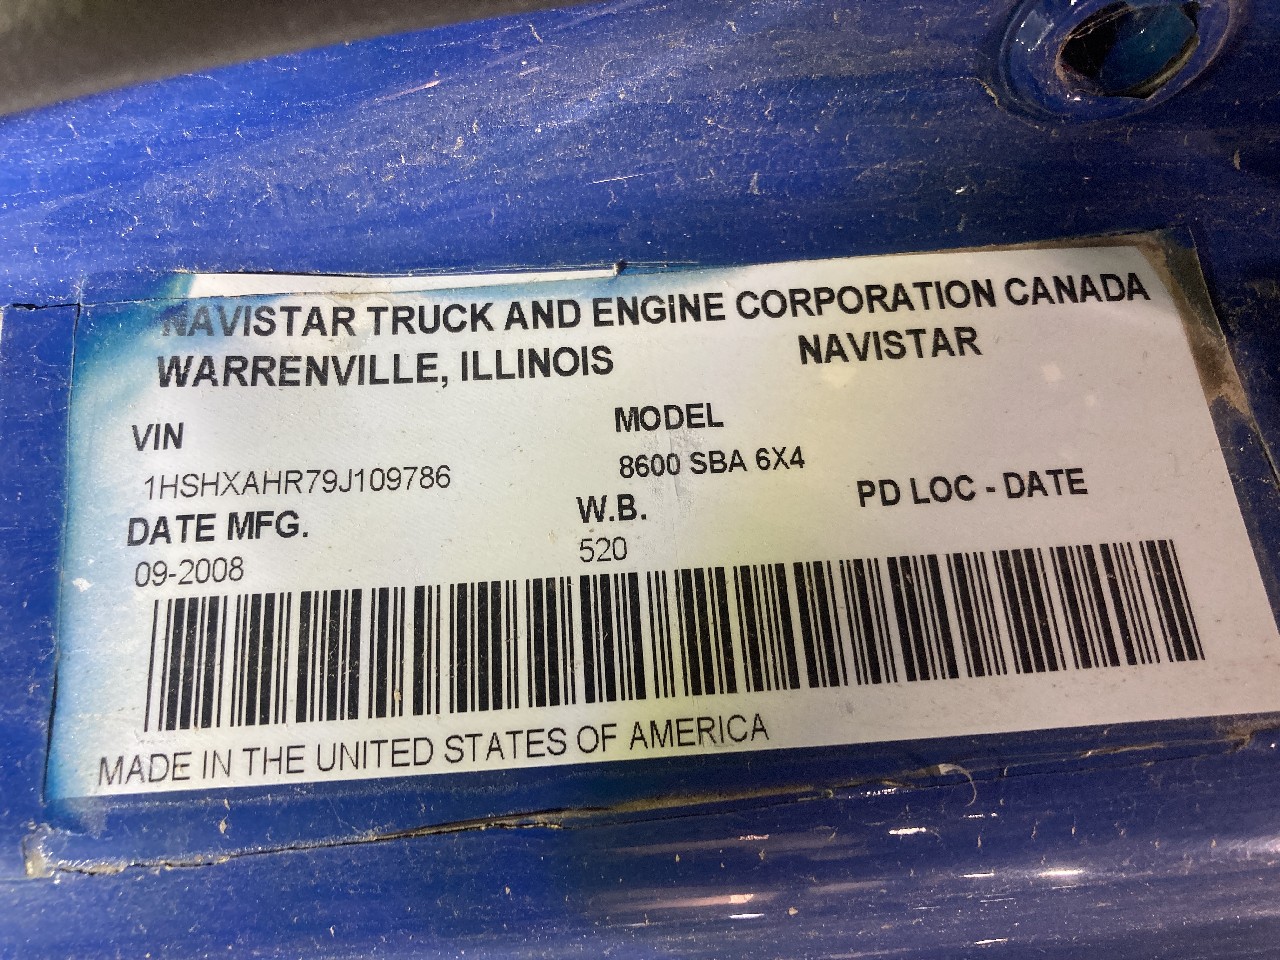 NAVISTAR TRUCK AND ENGINE CORPORATION CANADA
WARRENVILLE, ILLINOIS NAVISTAR
VIN MODEL
1HSHXAHR79J109786 8600 SBA 6X4
DATE MFG. W.B. PD LOC - DATE
09-2008 520
MADE IN THE UNITED STATES OF AMERICA